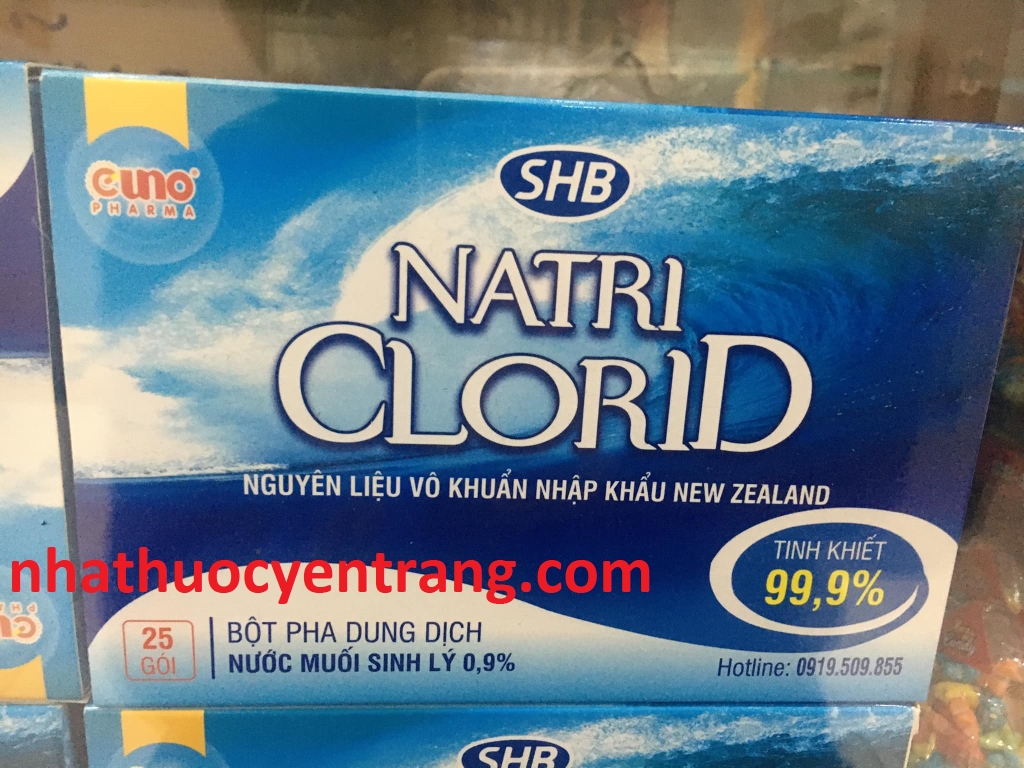 euno®
PHARMA
SHB
NATRI
CLORID
NGUYÊN LIỆU VÔ KHUẨN NHẬP KHẨU NEW ZEALAND
TINH KHIẾT
99,9%
nhathuocyentrang.com
25
GÓI
BỘT PHA DUNG DỊCH
NƯỚC MUỐI SINH LÝ 0,9%
Hotline: 0919.509.855
SHB